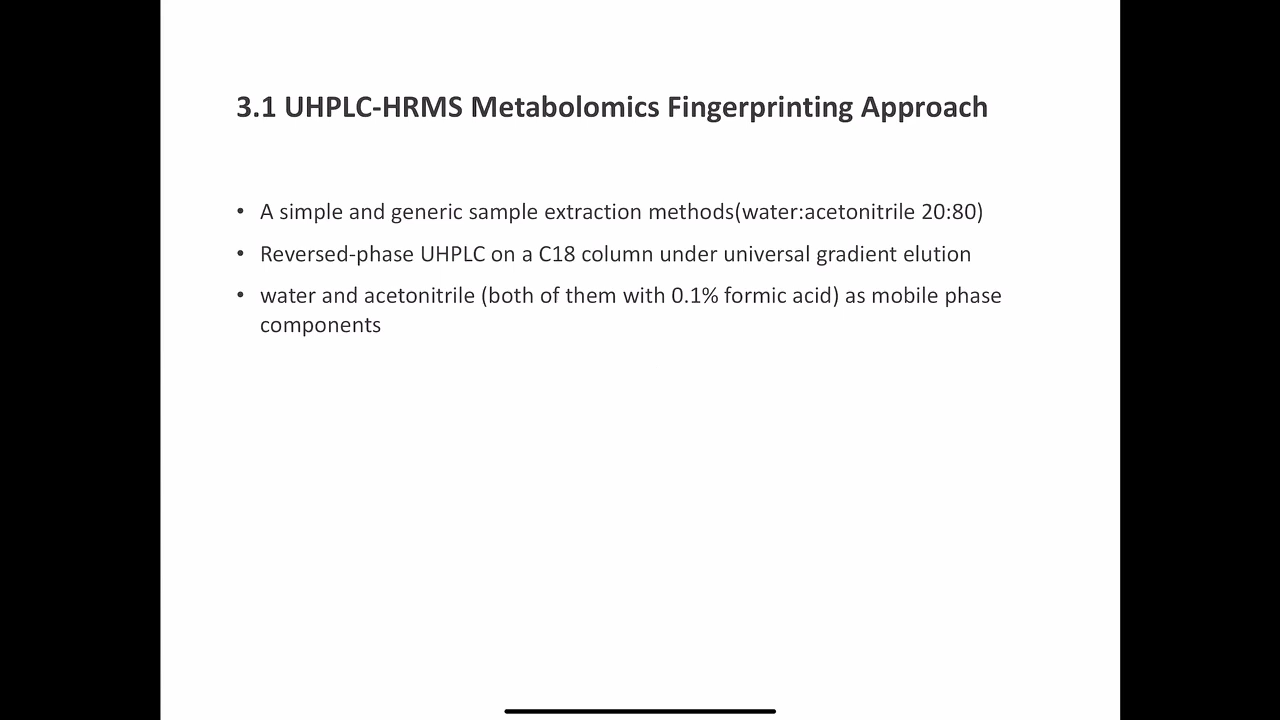 3.1 UHPLC-HRMS Metabolomics Fingerprinting Approach
• A simple and generic sample extraction methods(water:acetonitrile 20:80)
• Reversed-phase UHPLC on a C18 column under universal gradient elution
• water and acetonitrile (both of them with 0.1% formic acid) as mobile phase
components